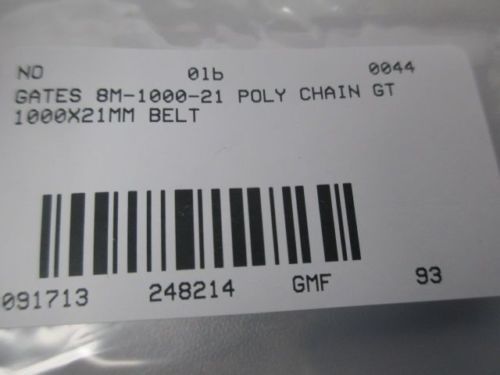 NO 01b 0044
GATES 8M-1000-21 POLY CHAIN GT
1000X21MM BELT
091713 248214 GMF 93